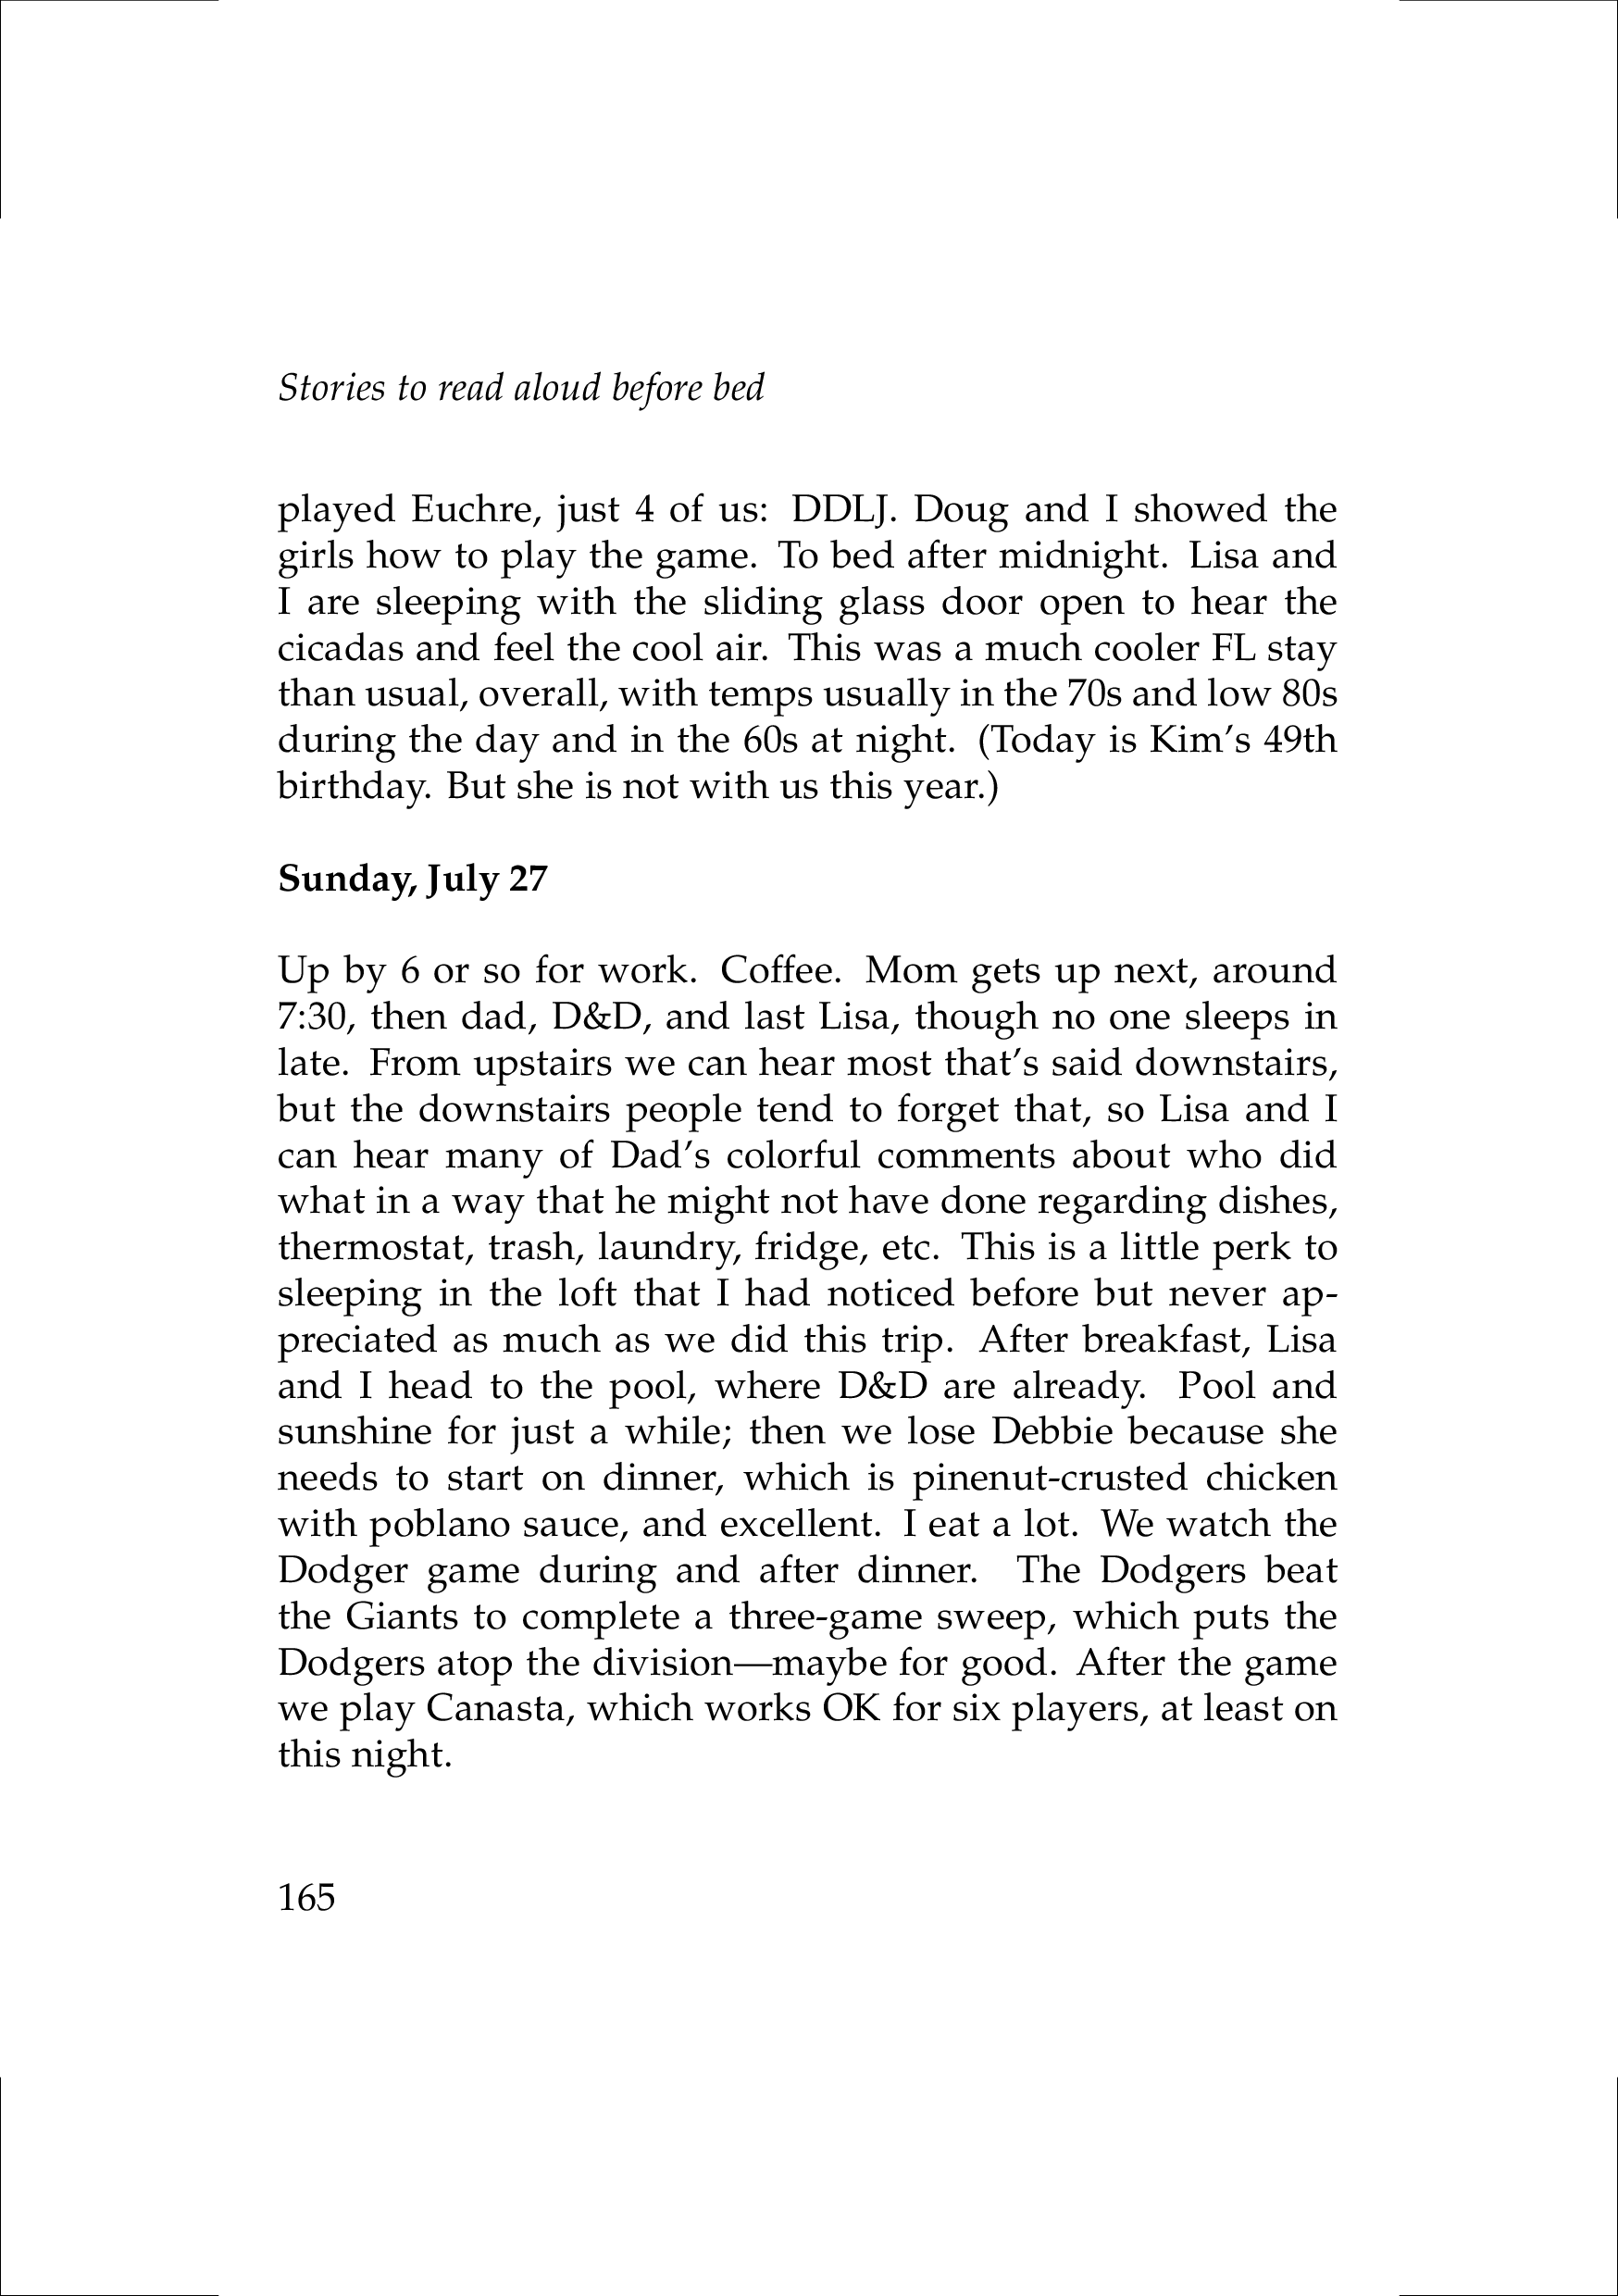 Stories to read aloud before bed
played Euchre, just 4 of us: DDLJ. Doug and I showed the
girls how to play the game. To bed after midnight. Lisa and
I are sleeping with the sliding glass door open to hear the
cicadas and feel the cool air. This was a much cooler FL stay
than usual, overall, with temps usually in the 70s and low 80s
during the day and in the 60s at night. (Today is Kim's 49th
birthday. But she is not with us this year.)
Sunday, July 27
Up by 6 or so for work. Coffee. Mom gets up next, around
7:30, then dad, D&D, and last Lisa, though no one sleeps in
late. From upstairs we can hear most that's said downstairs,
but the downstairs people tend to forget that, so Lisa and I
can hear many of Dad's colorful comments about who did
what in a way that he might not have done regarding dishes,
thermostat, trash, laundry, fridge, etc. This is a little perk to
sleeping in the loft that I had noticed before but never ap-
preciated as much as we did this trip. After breakfast, Lisa
and I head to the pool, where D&D are already. Pool and
sunshine for just a while; then we lose Debbie because she
needs to start on dinner, which is pinenut-crusted chicken
with poblano sauce, and excellent. I eat a lot. We watch the
Dodger game during and after dinner. The Dodgers beat
the Giants to complete a three-game sweep, which puts the
Dodgers atop the division—maybe for good. After the game
we play Canasta, which works OK for six players, at least on
this night.
165